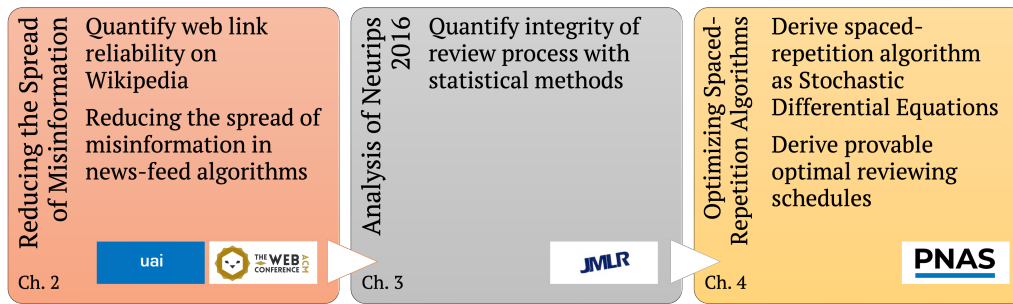 Reducing the Spread
of Misinformation
Quantify web link
reliability on
Wikipedia
Reducing the spread of
misinformation in
news-feed algorithms
uai
THE WEB
CONFERENCE
ACM
Ch. 2
Analysis of Neurips
2016
Quantify integrity of
review process with
statistical methods
JMLR
Ch. 3
Optimizing Spaced-
Repetition Algorithms
Derive spaced-
repetition algorithm
as Stochastic
Differential Equations
Derive provable
optimal reviewing
schedules
PNAS
Ch. 4